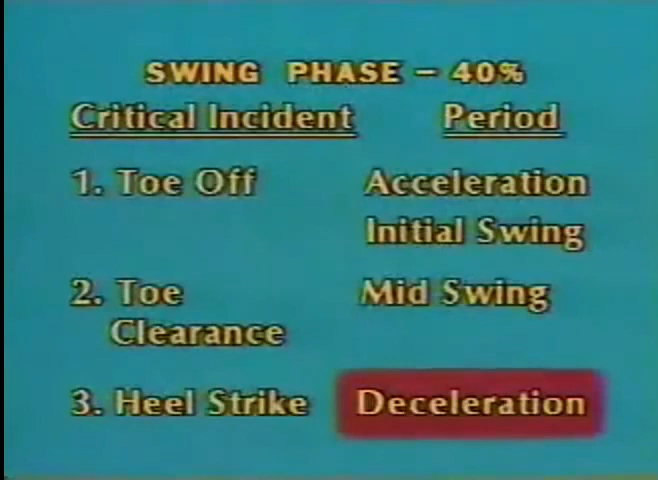 SWING PHASE - 40%
Critical Incident Period
1. Toe Off Acceleration
Initial Swing
2. Toe Mid Swing
Clearance
3. Heel Strike Deceleration